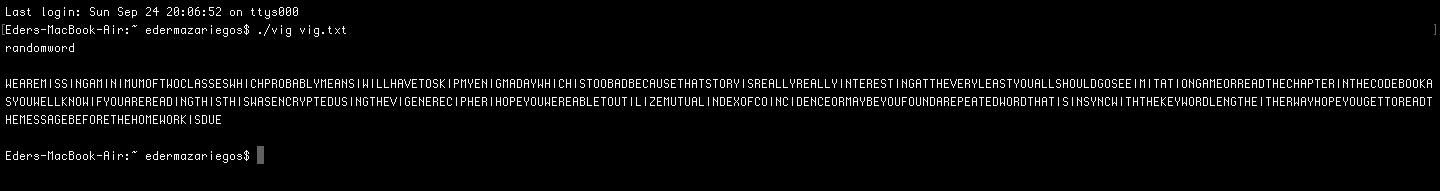 Last login: Sun Sep 24 20:06:52 on ttys000
[Eders-MacBook-Air:~ edermazariegos$ ./vig vig.txt ]
randomword
WEAREMISSINGAMINIMUMOFTWOCLASSESWHICHPROBABLYMEANSIWILLHAVETOSKIPMYENIGMADAYWHICHISTOOBADBECAUSETHATSTORYISREALLYREALLYINTERESTINGATTHEVERYLEASTYOUALLSHOULDGOSEEIMITATIONGAMEORREADTHECHAPTERINTHECODEBOOKA
SYOUWELLKNOWIFYOUAREREADINGTHISTHISWASENCRYPTEDUSINGTHEVIGENERECIPHERIHOPEYOUWEREABLETOUTILIZEMUTUALINDEXOFCOINCIDENCEORMAYBEYOUFOUNDAREPEATEDWORDTHATISINSYNCWITHTHEKEYWORDLENGTHEITHERWAYHOPEYOUGETTOREADT
HEMESSAGEBEFORETHEHOMEWORKISDUE
Eders-MacBook-Air:~ edermazariegos$